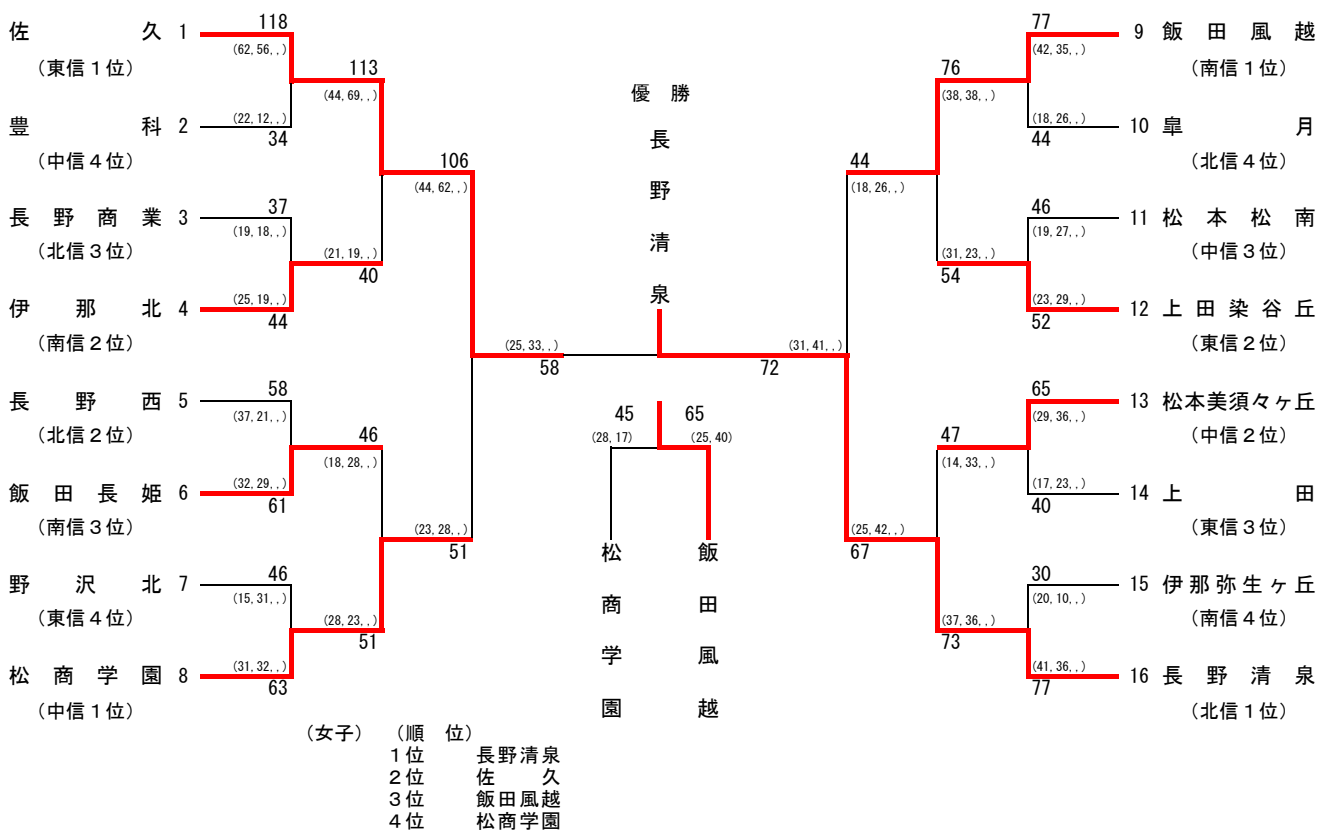 佐久 1
(東信1位)
118
(62, 56, , )
豊科 2
(中信4位)
(22, 12, , )
34
113
(44, 69, , )
長野商業 3
(北信3位)
37
(19, 18, , )
伊那北 4
(南信2位)
(25, 19, , )
44
(21, 19, , )
40
106
(44, 62, , )
長野西 5
(北信2位)
58
(37, 21, , )
飯田長姫 6
(南信3位)
(32, 29, , )
61
46
(18, 28, , )
野沢北 7
(東信4位)
46
(15, 31, , )
松商学園 8
(中信1位)
(31, 32, , )
63
(28, 23, , )
51
(23, 28, , )
51
(25, 33, , )
58
優勝
長野清泉
(31, 41, , )
72
45
(28, 17)
65
(25, 40)
松商学園
飯田風越
77
(42, 35, , )
9 飯田風越
(南信1位)
(18, 26, , )
44
10 皐月
(北信4位)
76
(38, 38, , )
46
(19, 27, , )
11 松本松南
(中信3位)
(23, 29, , )
52
12 上田染谷丘
(東信2位)
(31, 23, , )
54
44
(18, 26, , )
65
(29, 36, , )
13 松本美須々ヶ丘
(中信2位)
(17, 23, , )
40
14 上田
(東信3位)
47
(14, 33, , )
30
(20, 10, , )
15 伊那弥生ヶ丘
(南信4位)
(41, 36, , )
77
16 長野清泉
(北信1位)
(37, 36, , )
73
(25, 42, , )
67
(女子) (順 位)
1位 長野清泉
2位 佐久
3位 飯田風越
4位 松商学園